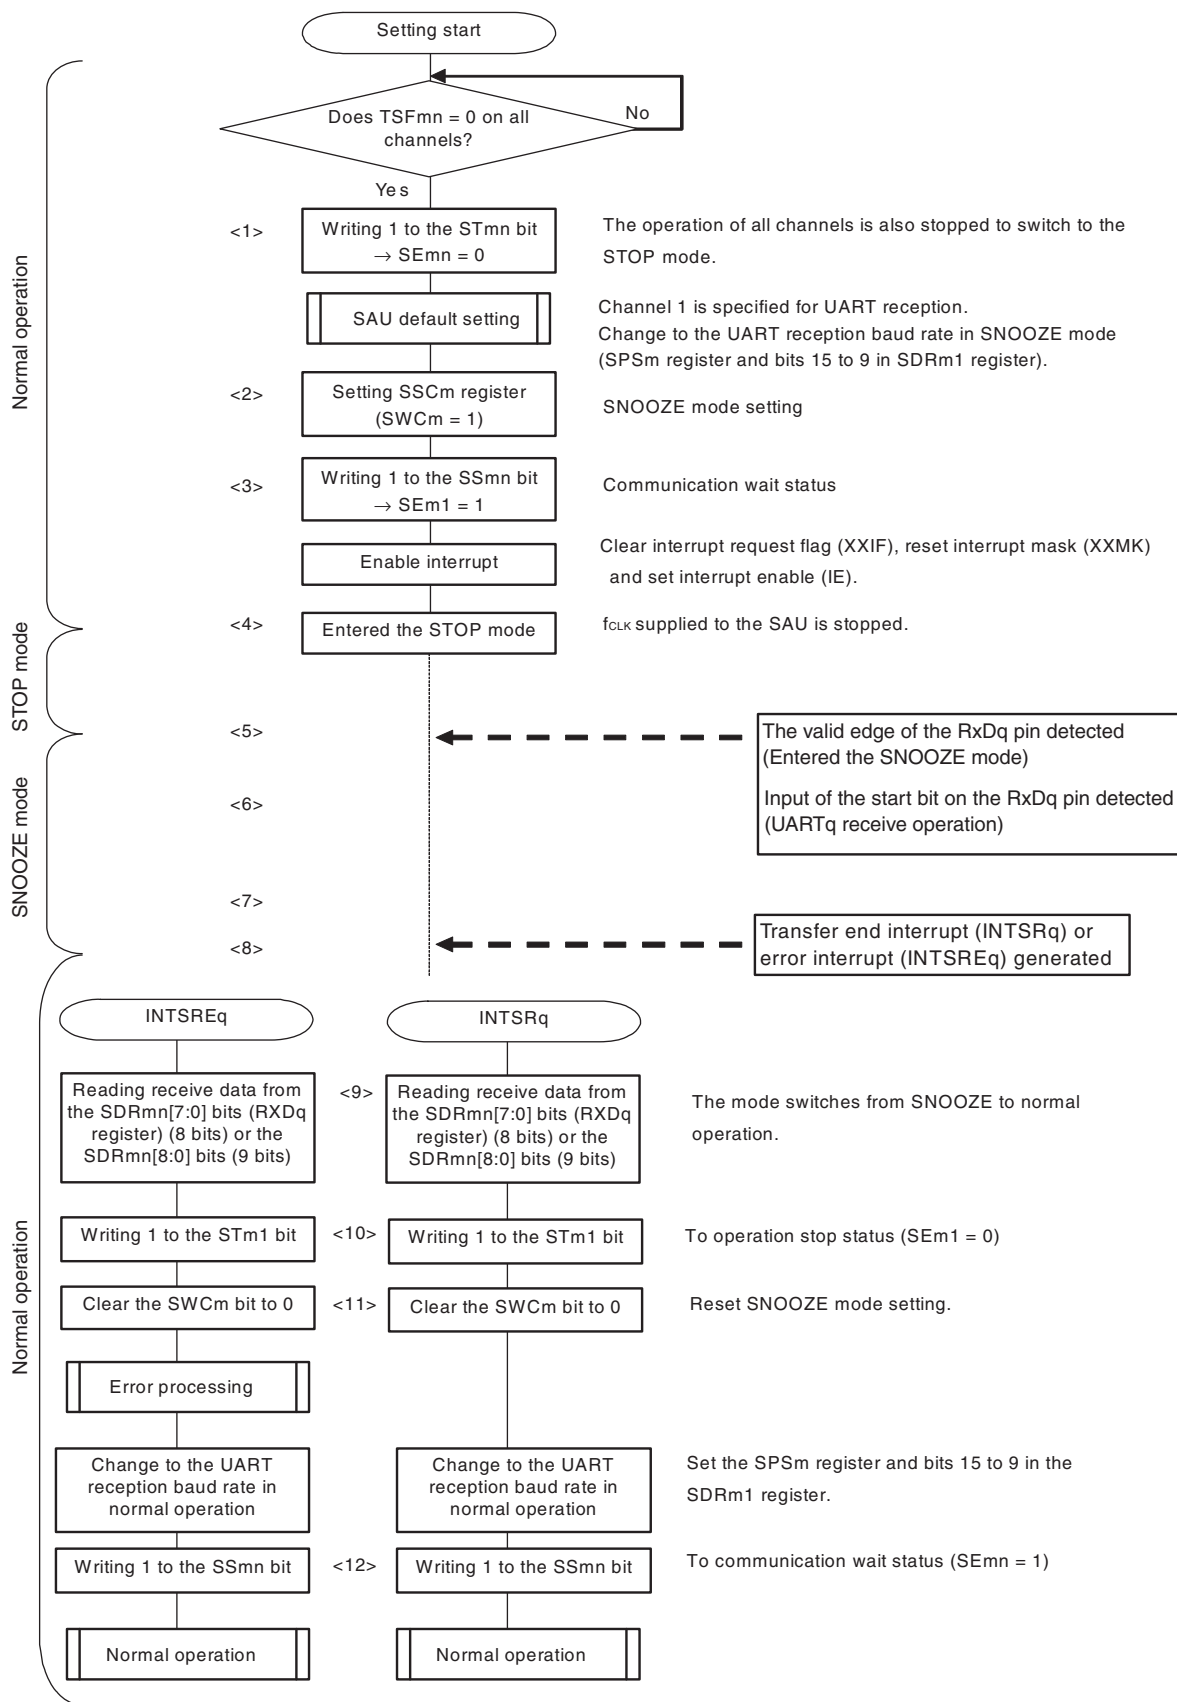 Setting start
Does TSFmn = 0 on all
channels?
No
Yes
<1>
Writing 1 to the STmn bit
→ SEmn = 0
The operation of all channels is also stopped to switch to the
STOP mode.
SAU default setting
Channel 1 is specified for UART reception.
Change to the UART reception baud rate in SNOOZE mode
(SPSm register and bits 15 to 9 in SDRm1 register).
Normal operation
<2>
Setting SSCm register
(SWCm = 1)
SNOOZE mode setting
<3>
Writing 1 to the SSmn bit
→ SEm1 = 1
Communication wait status
Enable interrupt
Clear interrupt request flag (XXIF), reset interrupt mask (XXMK)
and set interrupt enable (IE).
<4>
Entered the STOP mode
fCLK supplied to the SAU is stopped.
STOP mode
<5>
The valid edge of the RxDq pin detected
(Entered the SNOOZE mode)
<6>
Input of the start bit on the RxDq pin detected
(UARTq receive operation)
SNOOZE mode
<7>
<8>
Transfer end interrupt (INTSRq) or
error interrupt (INTSREq) generated
INTSREq
INTSRq
Reading receive data from
the SDRmn[7:0] bits (RXDq
register) (8 bits) or the
SDRmn[8:0] bits (9 bits)
<9>
Reading receive data from
the SDRmn[7:0] bits (RXDq
register) (8 bits) or the
SDRmn[8:0] bits (9 bits)
The mode switches from SNOOZE to normal
operation.
Writing 1 to the STm1 bit
<10>
Writing 1 to the STm1 bit
To operation stop status (SEm1 = 0)
Clear the SWCm bit to 0
<11>
Clear the SWCm bit to 0
Reset SNOOZE mode setting.
Normal operation
Error processing
Change to the UART
reception baud rate in
normal operation
Change to the UART
reception baud rate in
normal operation
Set the SPSm register and bits 15 to 9 in the
SDRm1 register.
Writing 1 to the SSmn bit
<12>
Writing 1 to the SSmn bit
To communication wait status (SEmn = 1)
Normal operation
Normal operation